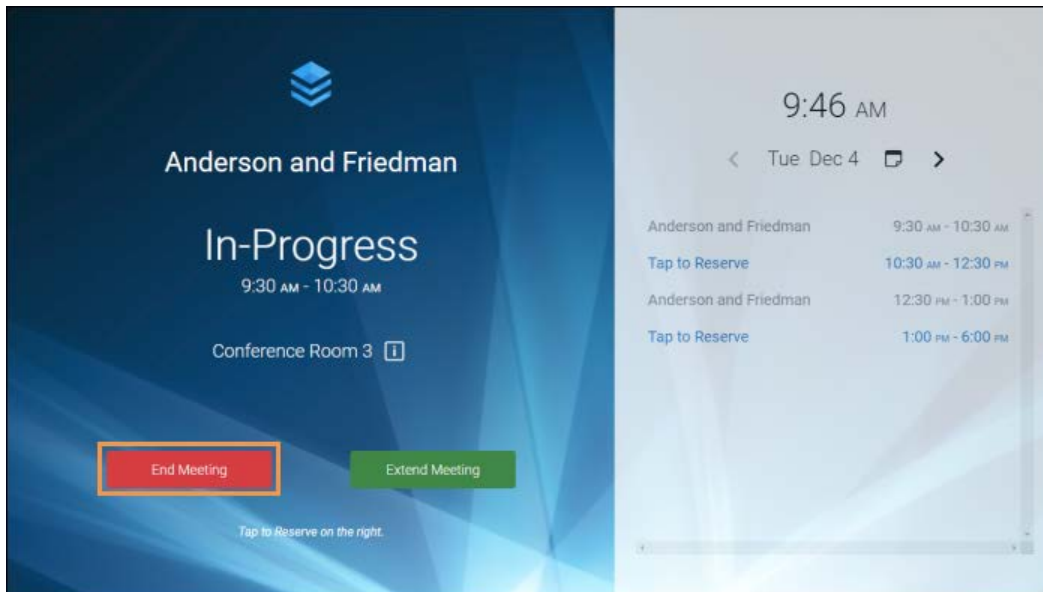 Anderson and Friedman
In-Progress
9:30 AM - 10:30 AM
Conference Room 3
End Meeting
Extend Meeting
Tap to Reserve on the right.
9:46 AM
Tue Dec 4
Anderson and Friedman 9:30 AM - 10:30 AM
Tap to Reserve 10:30 AM - 12:30 PM
Anderson and Friedman 12:30 PM - 1:00 PM
Tap to Reserve 1:00 PM - 6:00 PM